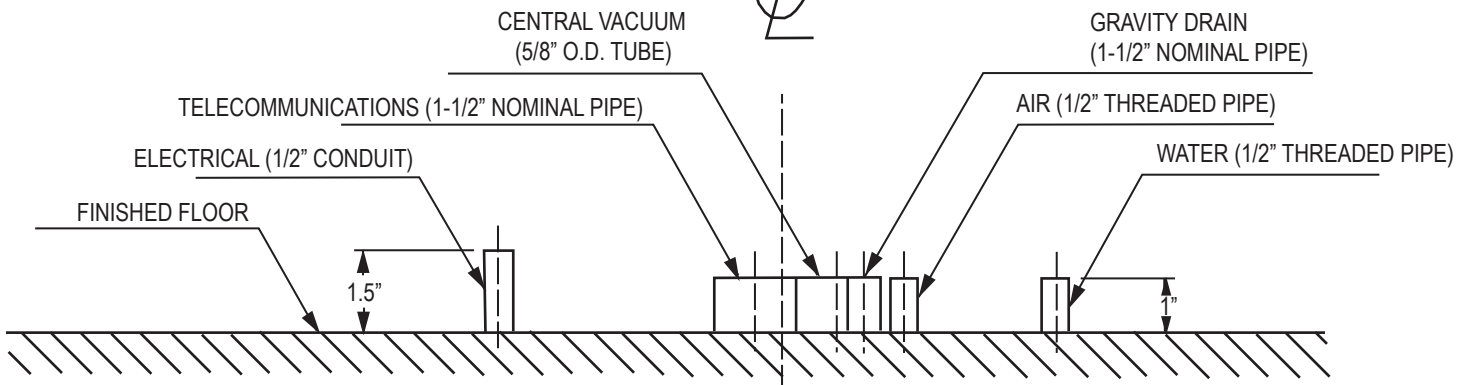 CENTRAL VACUUM
(5/8” O.D. TUBE)
GRAVITY DRAIN
(1-1/2” NOMINAL PIPE)
TELECOMMUNICATIONS (1-1/2” NOMINAL PIPE)
AIR (1/2” THREADED PIPE)
ELECTRICAL (1/2” CONDUIT)
WATER (1/2” THREADED PIPE)
FINISHED FLOOR
1.5”
1”